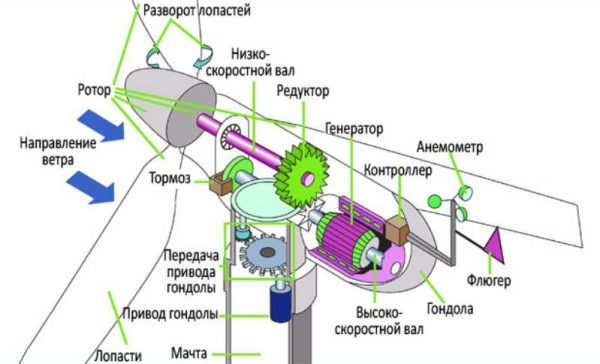 Разворот лопастей
Низко-
скоростной вал
Ротор
Редуктор
Генератор
Направление
ветра
Анемометр
Контроллер
Тормоз
Передача
привода
гондолы
Флюгер
Гондола
Привод гондолы
Высоко-
скоростной вал
Лопасти
Мачта